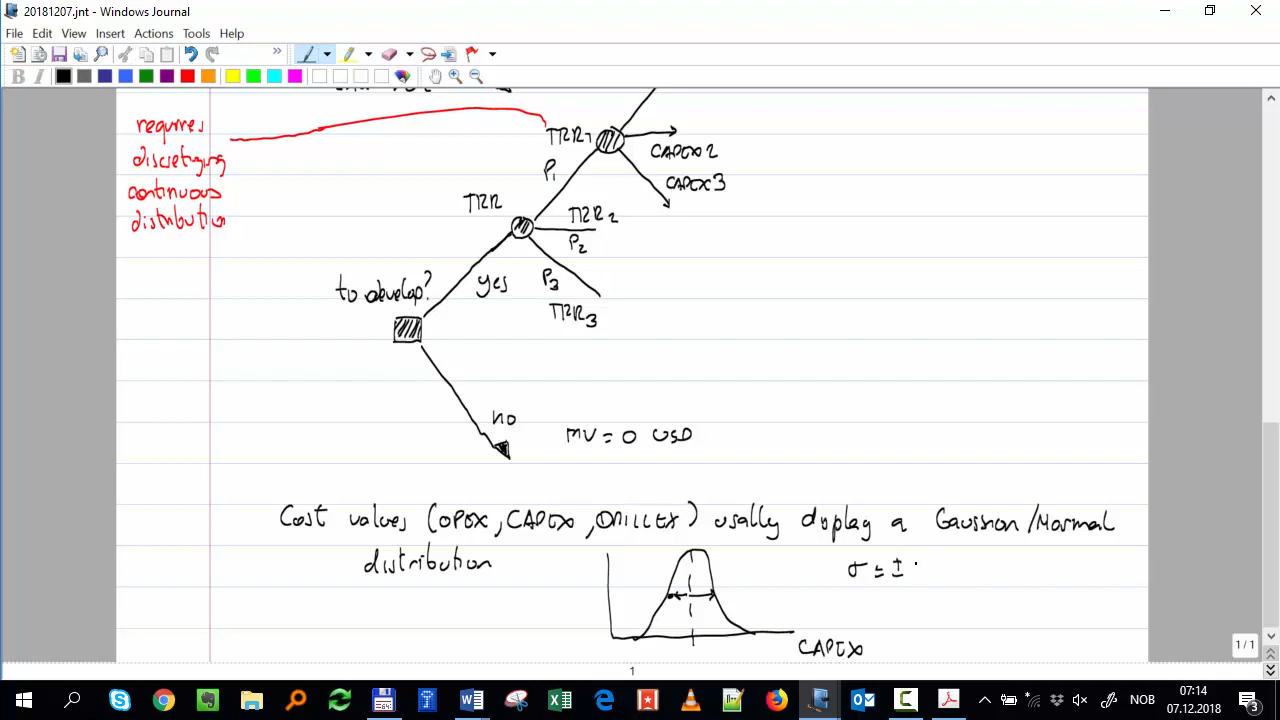 20181207.jnt - Windows Journal
File Edit View Insert Actions Tools Help
B I
requires
discretizing
continuous
distribution
TRR1
CAPEX 2
CAPEX 3
P1
TRR
TRR2
P2
to develop?
yes
P3
TRR3
no
MV = 0 USD
Cost values (OPEX, CAPEX, DRILLEX) usally display a Gaussian/Normal
distribution
σ = ±
CAPEX
1/1
1
NOB
07:14
07.12.2018
3